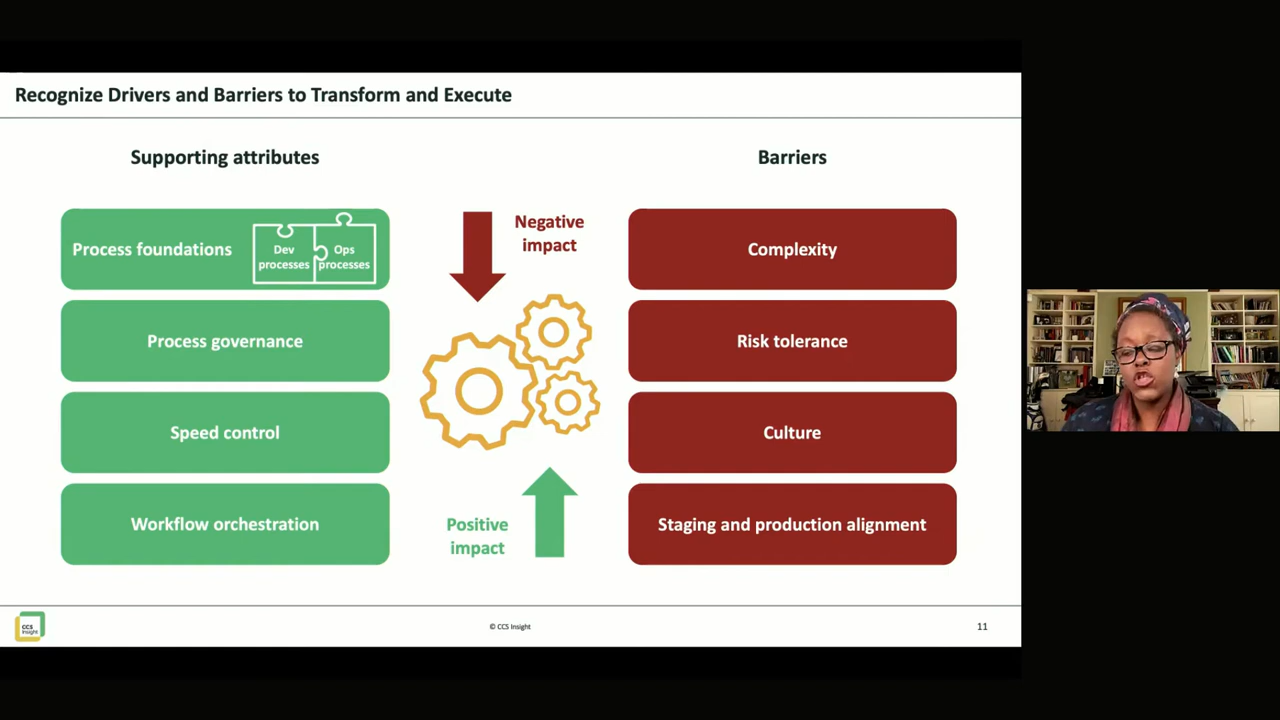 Recognize Drivers and Barriers to Transform and Execute
Supporting attributes
Process foundations
Dev
processes
Ops
processes
Process governance
Speed control
Workflow orchestration
Negative
impact
Positive
impact
Barriers
Complexity
Risk tolerance
Culture
Staging and production alignment
CCS
Insight
© CCS Insight
11